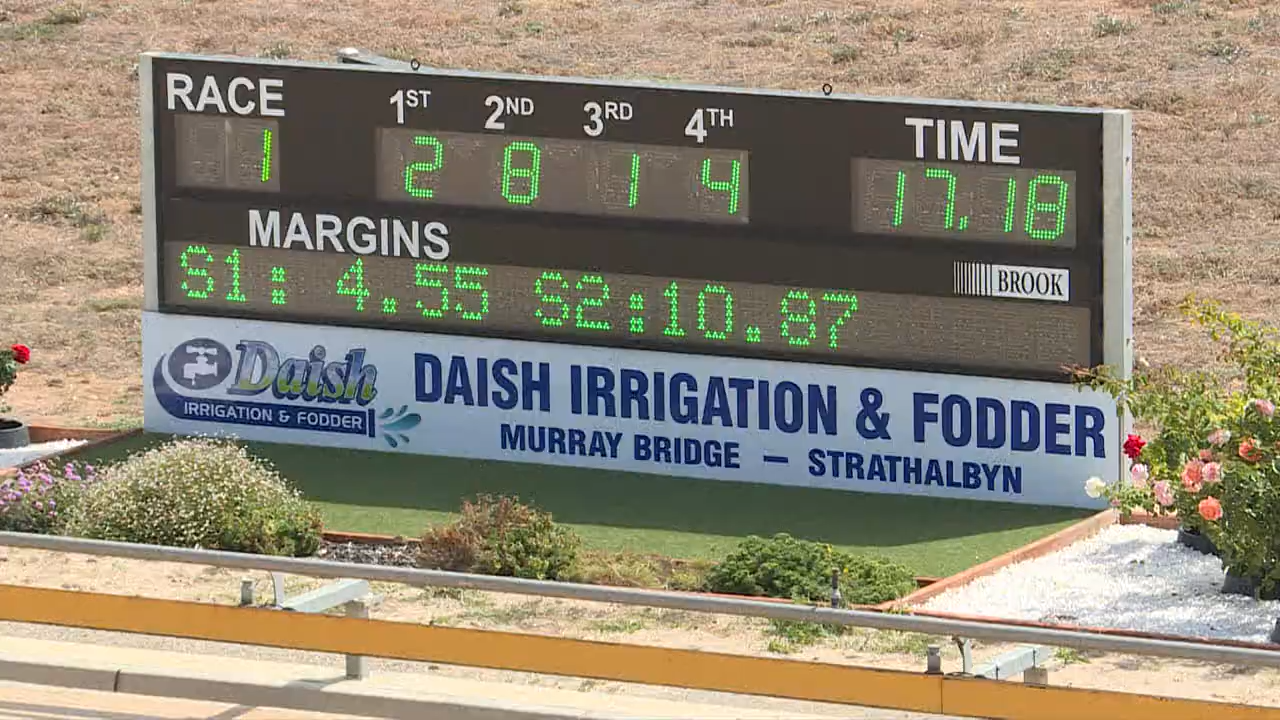 RACE 1ST 2ND 3RD 4TH TIME
1 2 8 1 4 17.18
MARGINS
BROOK
S1: 4.55 S2:10.87
Daish
IRRIGATION & FODDER
DAISH IRRIGATION & FODDER
MURRAY BRIDGE – STRATHALBYN